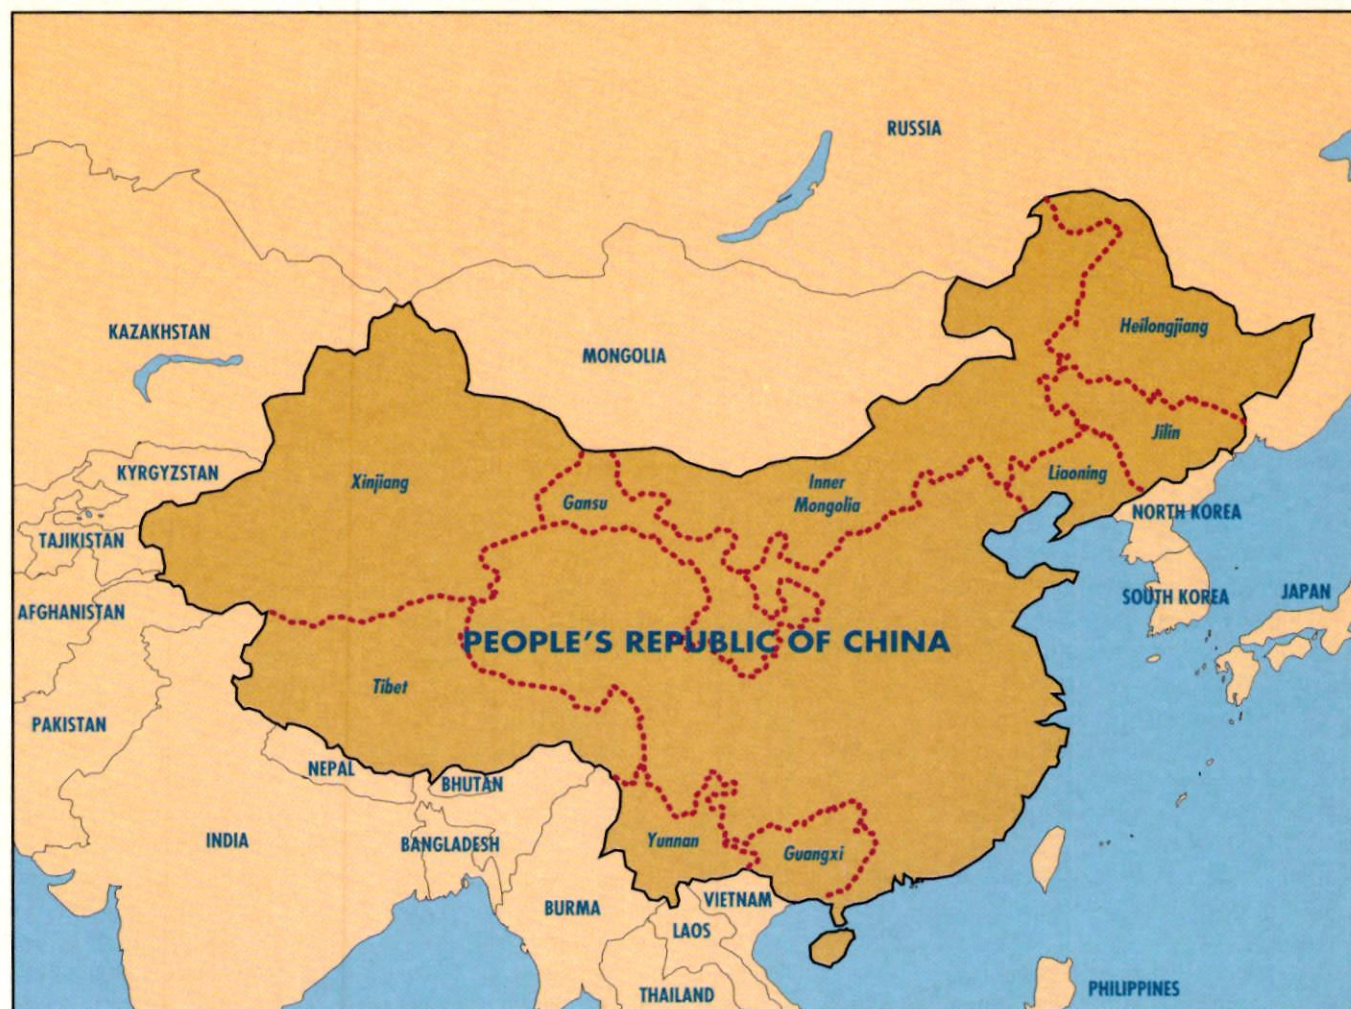 RUSSIA
KAZAKHSTAN
MONGOLIA
Heilongjiang
Jilin
KYRGYZSTAN
Xinjiang
Gansu
Inner
Mongolia
Liaoning
NORTH KOREA
TAJIKISTAN
AFGHANISTAN
SOUTH KOREA
JAPAN
PEOPLE'S REPUBLIC OF CHINA
Tibet
PAKISTAN
NEPAL
BHUTAN
INDIA
BANGLADESH
Yunnan
Guangxi
BURMA
VIETNAM
LAOS
THAILAND
PHILIPPINES